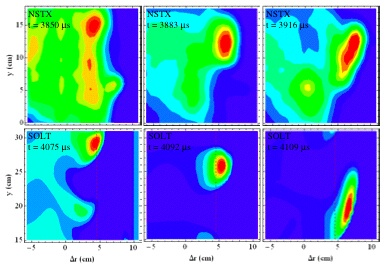 NSTX
t = 3850 µs
NSTX
t = 3883 µs
NSTX
t = 3916 µs
y (cm)
15
10
5
0
SOLT
t = 4075 µs
SOLT
t = 4092 µs
SOLT
t = 4109 µs
y (cm)
30
25
20
15
−5 0 5 10
−5 0 5 10
−5 0 5 10
Δr (cm)
Δr (cm)
Δr (cm)